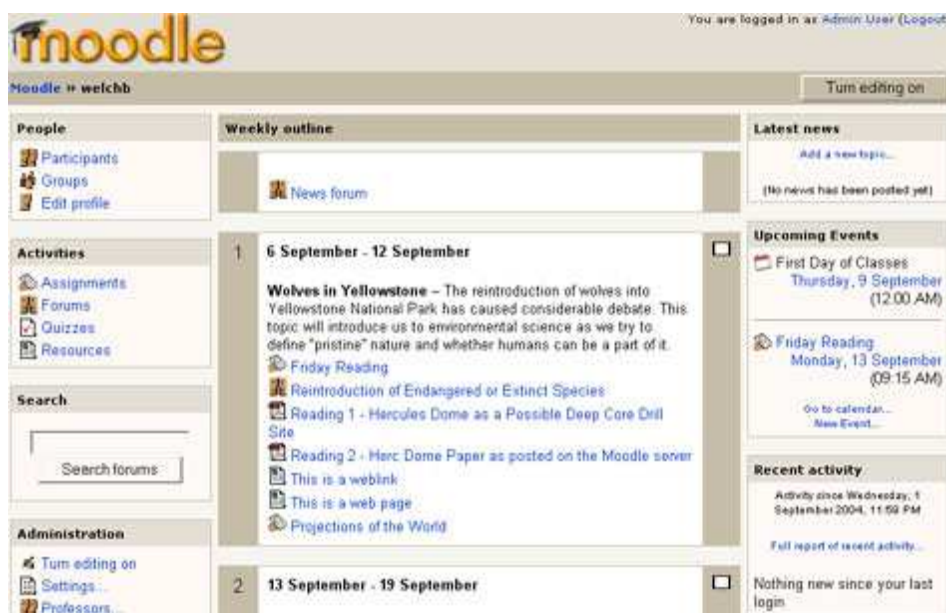 moodle
You are logged in as Admin User (Logout
Moodle » welchb
Turn editing on
People
Participants
Groups
Edit profile
Activities
Assignments
Forums
Quizzes
Resources
Search
Search forums
Administration
Turn editing on
Settings...
Professors...
Weekly outline
News forum
1
6 September - 12 September
Wolves in Yellowstone – The reintroduction of wolves into
Yellowstone National Park has caused considerable debate. This
topic will introduce us to environmental science as we try to
define "pristine" nature and whether humans can be a part of it.
Friday Reading
Reintroduction of Endangered or Extinct Species
Reading 1 - Hercules Dome as a Possible Deep Core Drill
Site
Reading 2 - Herc Dome Paper as posted on the Moodle server
This is a weblink
This is a web page
Projections of the World
2
13 September - 19 September
Latest news
Add a new topic...
(No news has been posted yet)
Upcoming Events
First Day of Classes
Thursday, 9 September
(12:00 AM)
Friday Reading
Monday, 13 September
(09:15 AM)
Go to calendar...
New Event...
Recent activity
Activity since Wednesday, 1
September 2004, 11:59 PM
Full report of recent activity...
Nothing new since your last
login